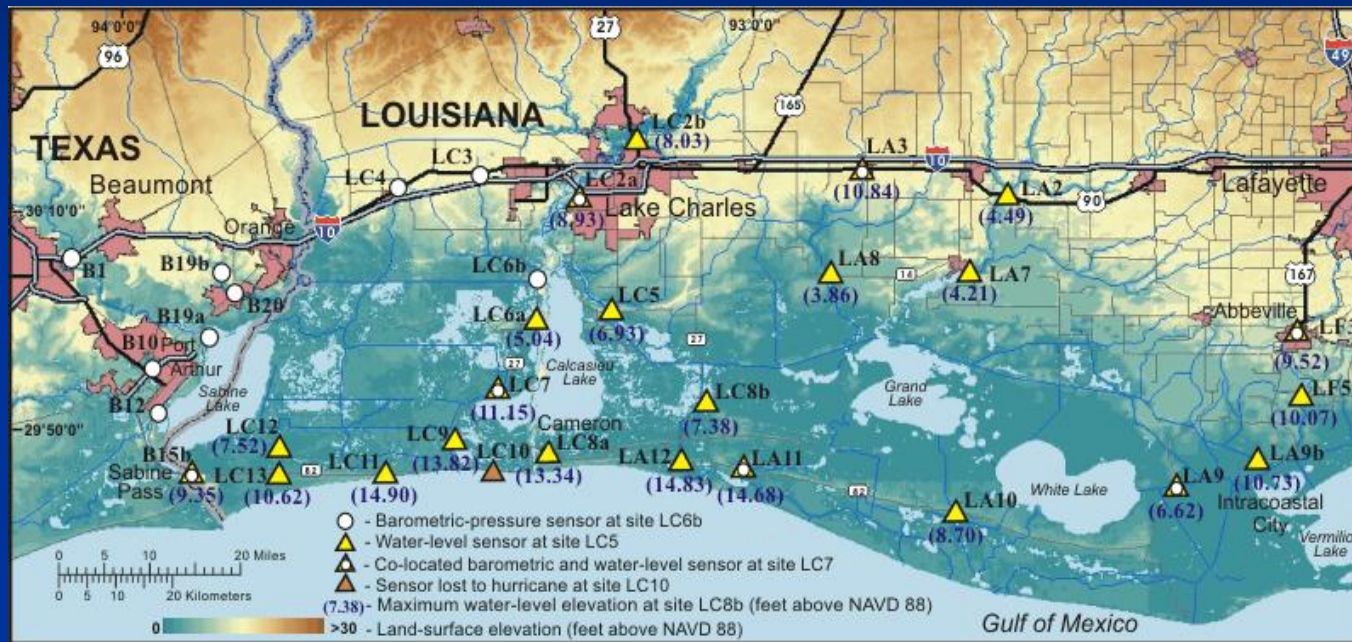 94°0'0"
93°0'0"
96
27
165
49
LOUISIANA
TEXAS
LC2b
(8.03)
LA3
10
(10.84)
LC3
LC4
LC2a
(8.93)
Lake Charles
LA2
(4.49)
90
Lafayette
Beaumont
30°10'0"
Orange
10
B1
B19b
B20
LC6b
LA8
(3.86)
14
LA7
(4.21)
167
B19a
LC6a
(5.04)
LC5
(6.93)
Abbeville
B10
Port
Arthur
27
(9.52)
Sabine
Lake
27
LC7
(11.15)
Calcasieu
Lake
Grand
Lake
LF5
(10.07)
B12
29°50'0"
LC8b
(7.38)
Cameron
LC12
(7.52)
LC9
(13.82)
LC10
LC8a
(13.34)
LA12
(14.83)
LA11
(14.68)
LA9b
(10.73)
B15b
Sabine
Pass
(9.35)
LC13
(10.62)
82
LC11
(14.90)
82
LA10
(8.70)
White Lake
LA9
(6.62)
Intracoastal
City
Lake
- Barometric-pressure sensor at site LC6b
- Water-level sensor at site LC5
- Co-located barometric and water-level sensor at site LC7
- Sensor lost to hurricane at site LC10
(7.38)- Maximum water-level elevation at site LC8b (feet above NAVD 88)
0 >30 - Land-surface elevation (feet above NAVD 88)
0 10 20 Miles
0 10 20 Kilometers
Gulf of Mexico